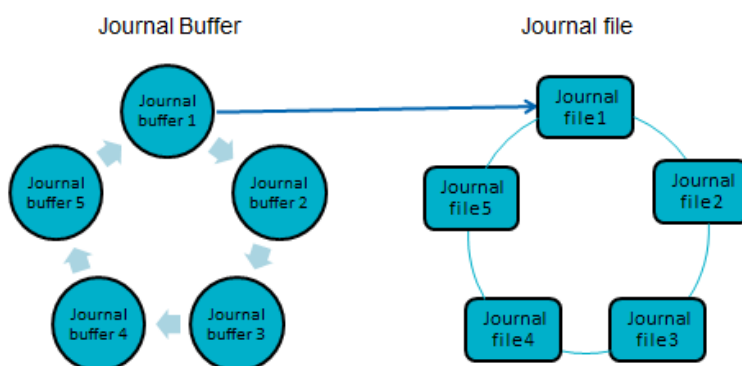 Journal Buffer
Journal file
Journal
buffer 1
Journal
buffer 2
Journal
buffer 3
Journal
buffer 4
Journal
buffer 5
Journal
file1
Journal
file2
Journal
file3
Journal
file4
Journal
file5